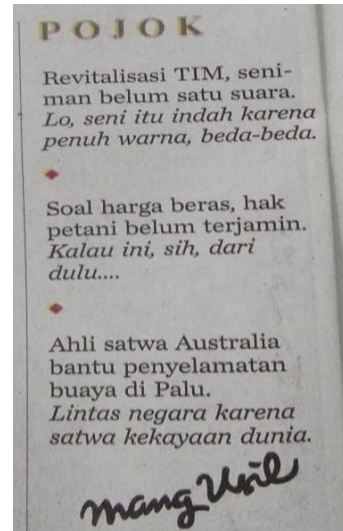 POJOK
Revitalisasi TIM, seni-
man belum satu suara.
Lo, seni itu indah karena
penuh warna, beda-beda.
Soal harga beras, hak
petani belum terjamin.
Kalau ini, sih, dari
dulu....
Ahli satwa Australia
bantu penyelamatan
buaya di Palu.
Lintas negara karena
satwa kekayaan dunia.
mang Usil